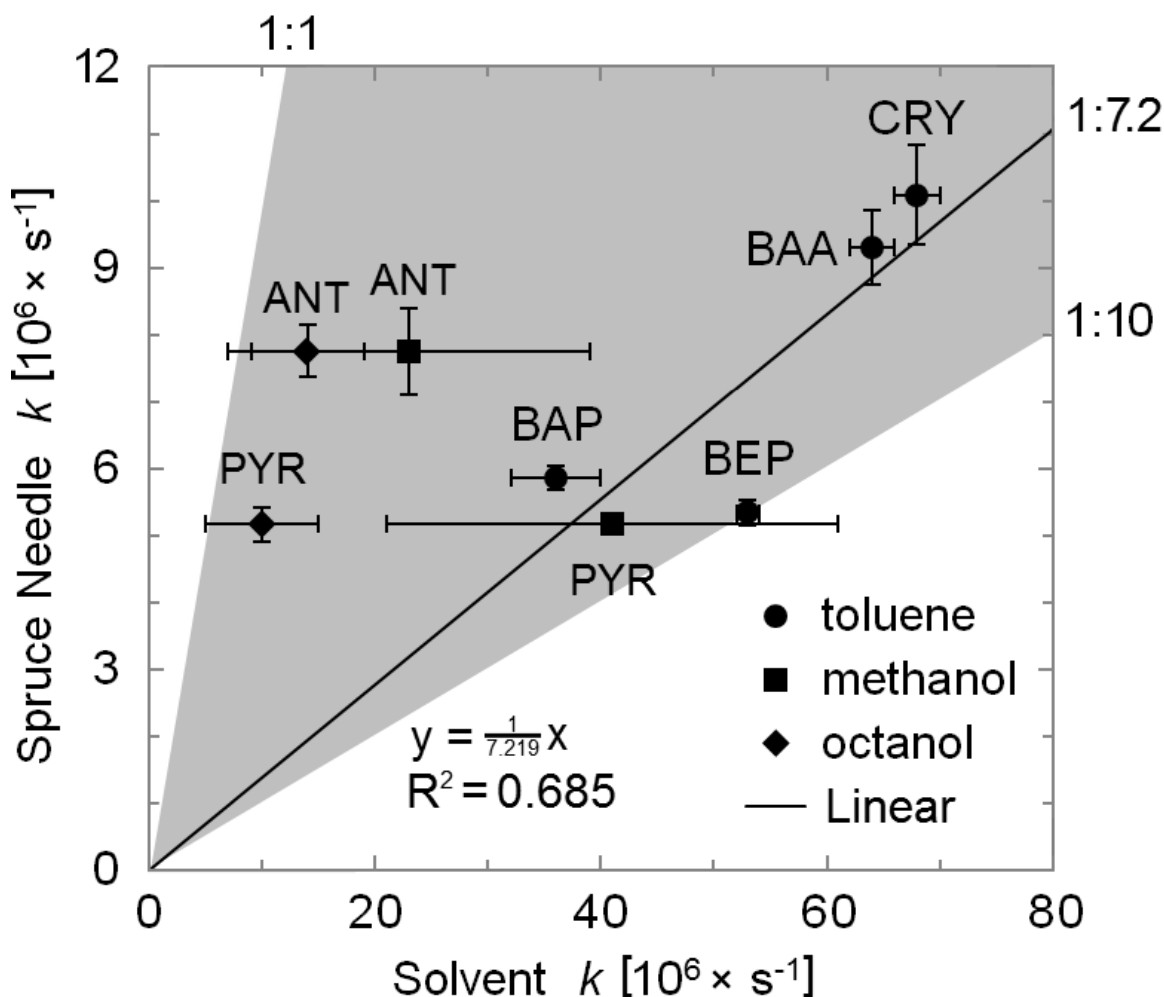 1:1
12
9
6
3
0
Spruce Needle k [10⁶ × s⁻¹]
CRY
BAA
ANT
ANT
BAP
BEP
PYR
PYR
1:7.2
1:10
toluene
methanol
octanol
Linear
y = 1/7.219 x
R² = 0.685
0 20 40 60 80
Solvent k [10⁶ × s⁻¹]